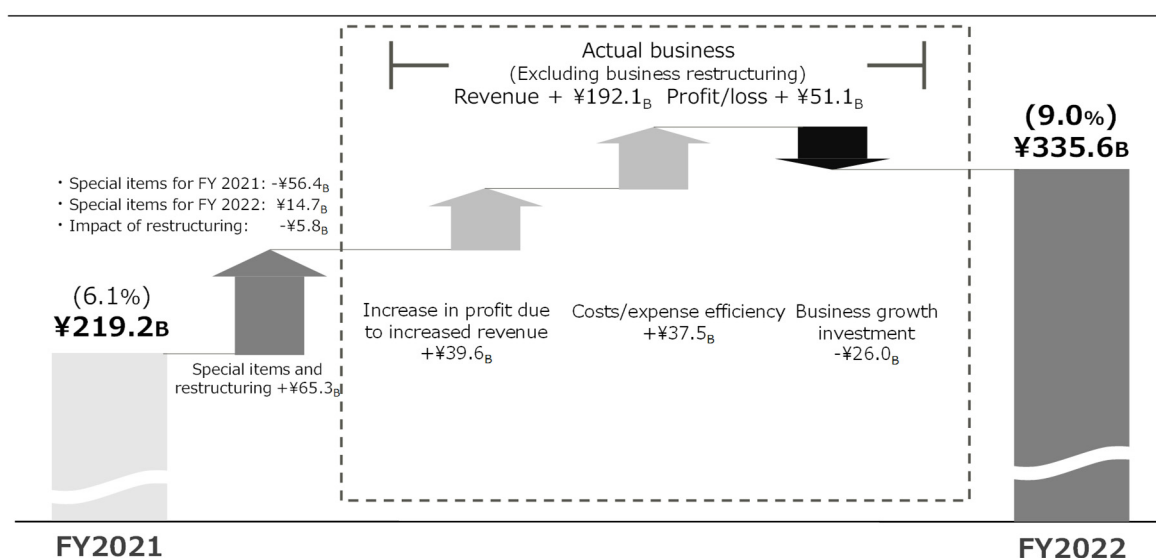 Actual business
(Excluding business restructuring)
Revenue + ¥192.1B Profit/loss + ¥51.1B
(9.0%)
¥335.6B
・Special items for FY 2021: -¥56.4B
・Special items for FY 2022: ¥14.7B
・Impact of restructuring: -¥5.8B
(6.1%)
¥219.2B
Special items and
restructuring +¥65.3B
Increase in profit due
to increased revenue
+¥39.6B
Costs/expense efficiency
+¥37.5B
Business growth
investment
-¥26.0B
FY2021
FY2022